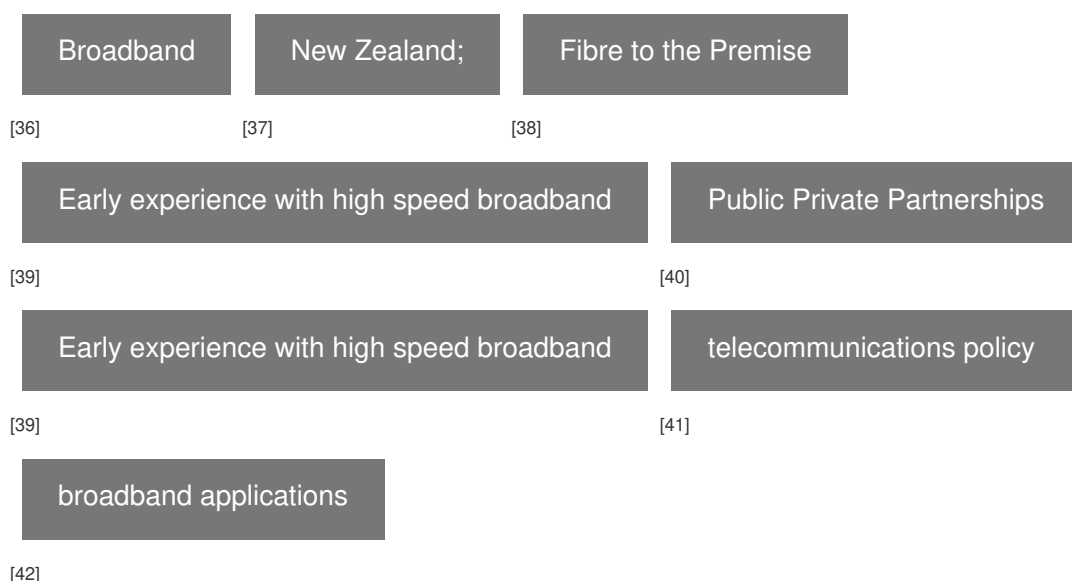 Broadband New Zealand; Fibre to the Premise
[36] [37] [38]
Early experience with high speed broadband Public Private Partnerships
[39] [40]
Early experience with high speed broadband telecommunications policy
[39] [41]
broadband applications
[42]